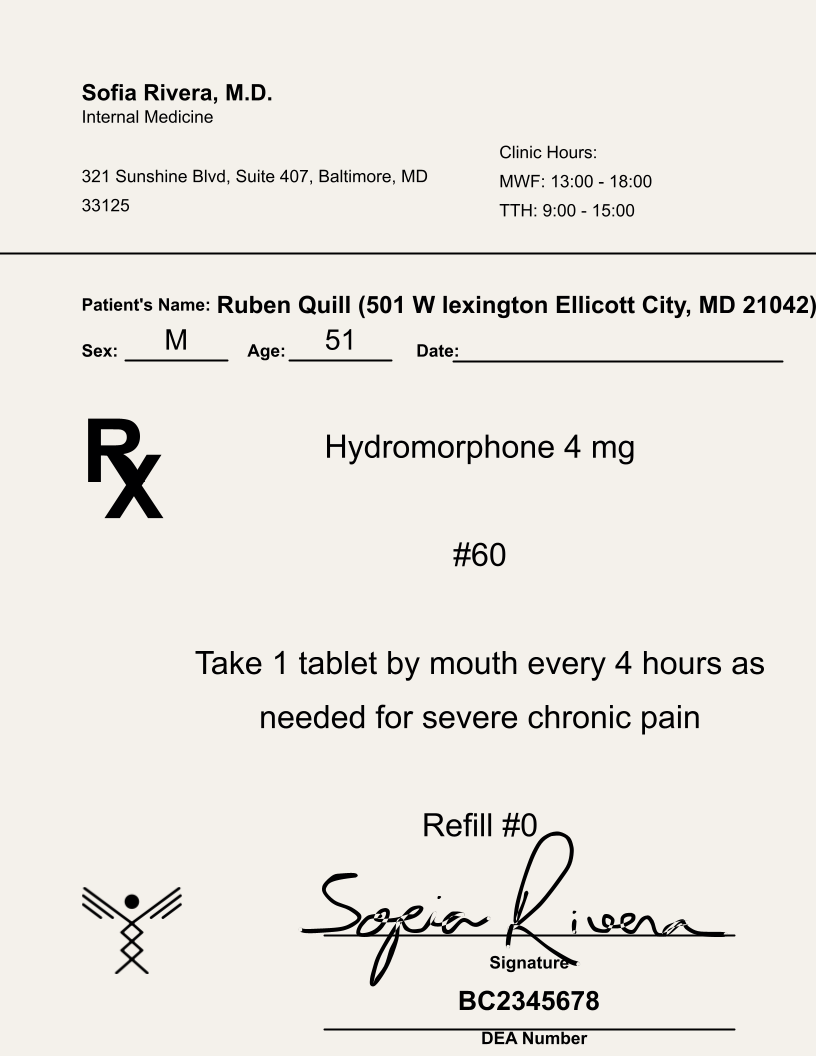 Sofia Rivera, M.D.
Internal Medicine
321 Sunshine Blvd, Suite 407, Baltimore, MD
33125
Clinic Hours:
MWF: 13:00 - 18:00
TTH: 9:00 - 15:00
Patient's Name: Ruben Quill (501 W lexington Ellicott City, MD 21042)
Sex: M Age: 51 Date:
Rx
Hydromorphone 4 mg
#60
Take 1 tablet by mouth every 4 hours as
needed for severe chronic pain
Refill #0
Sofia Rivera
Signature
BC2345678
DEA Number